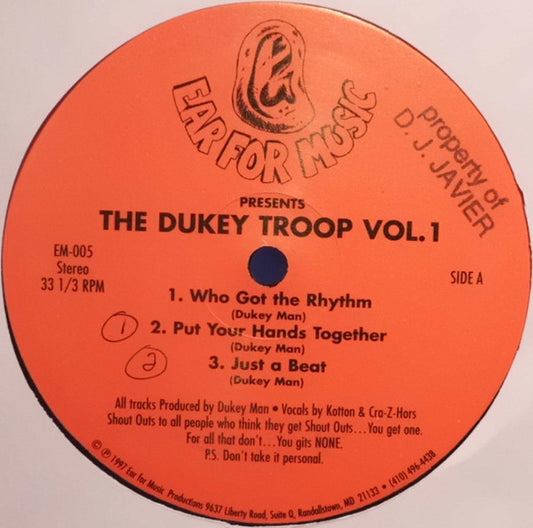 EAR FOR MUSIC
property of
D. J. JAVIER
PRESENTS
THE DUKEY TROOP VOL.1
EM-005
Stereo
33 1/3 RPM
SIDE A
1. Who Got the Rhythm
(Dukey Man)
1
2. Put Your Hands Together
(Dukey Man)
2
3. Just a Beat
(Dukey Man)
All tracks Produced by Dukey Man • Vocals by Kotton & Cra-Z-Hors
Shout Outs to all people who think they get Shout Outs...You get one.
For all that don't...You gits NONE.
P.S. Don't take it personal.
© ℗ 1997 Ear For Music Productions 9637 Liberty Road, Suite Q, Randallstown, MD 21133 • (410) 496-4438